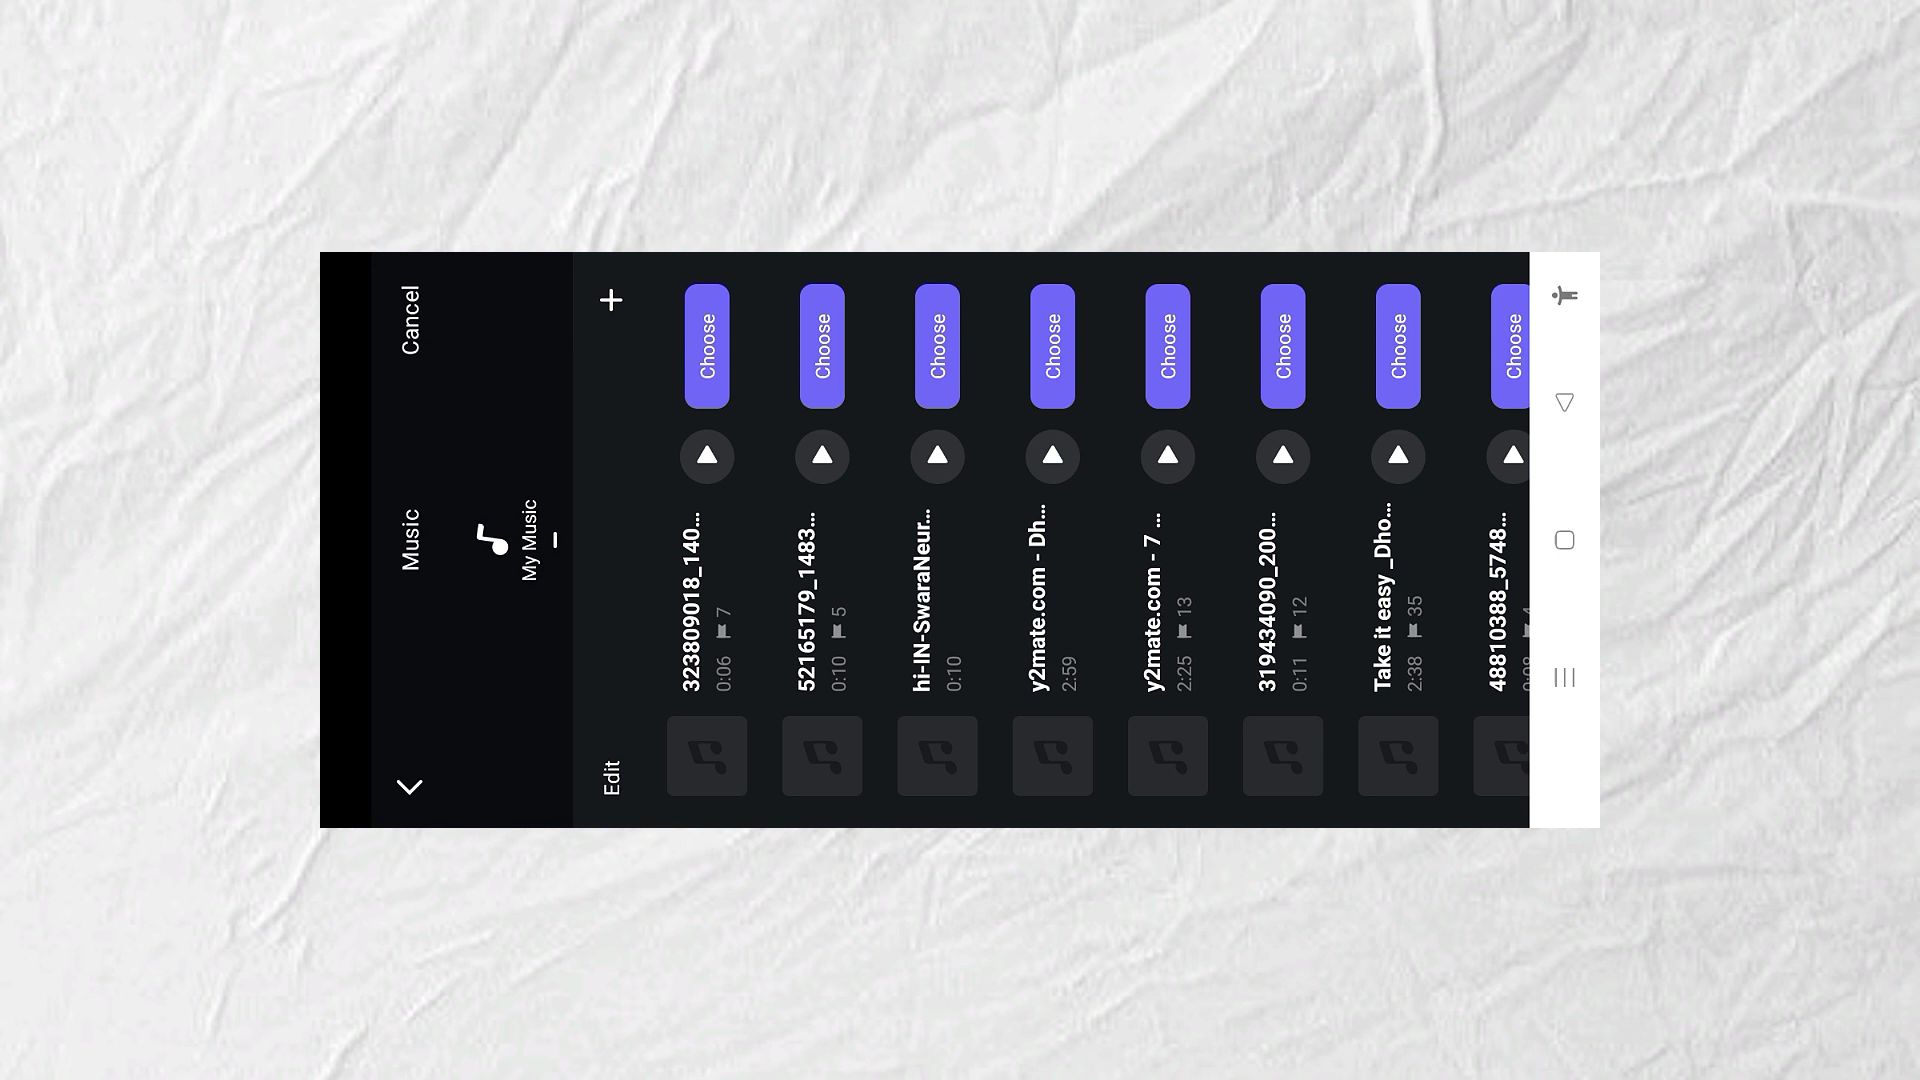 Music
Cancel
My Music
Edit
+
323809018_140...
0:06 7
Choose
52165179_1483...
0:10 5
Choose
hi-IN-SwaraNeur...
0:10
Choose
y2mate.com - Dh...
2:59
Choose
y2mate.com - 7 ...
2:25 13
Choose
319434090_200...
0:11 12
Choose
Take it easy _Dho...
2:38 35
Choose
48810388_5748...
Choose